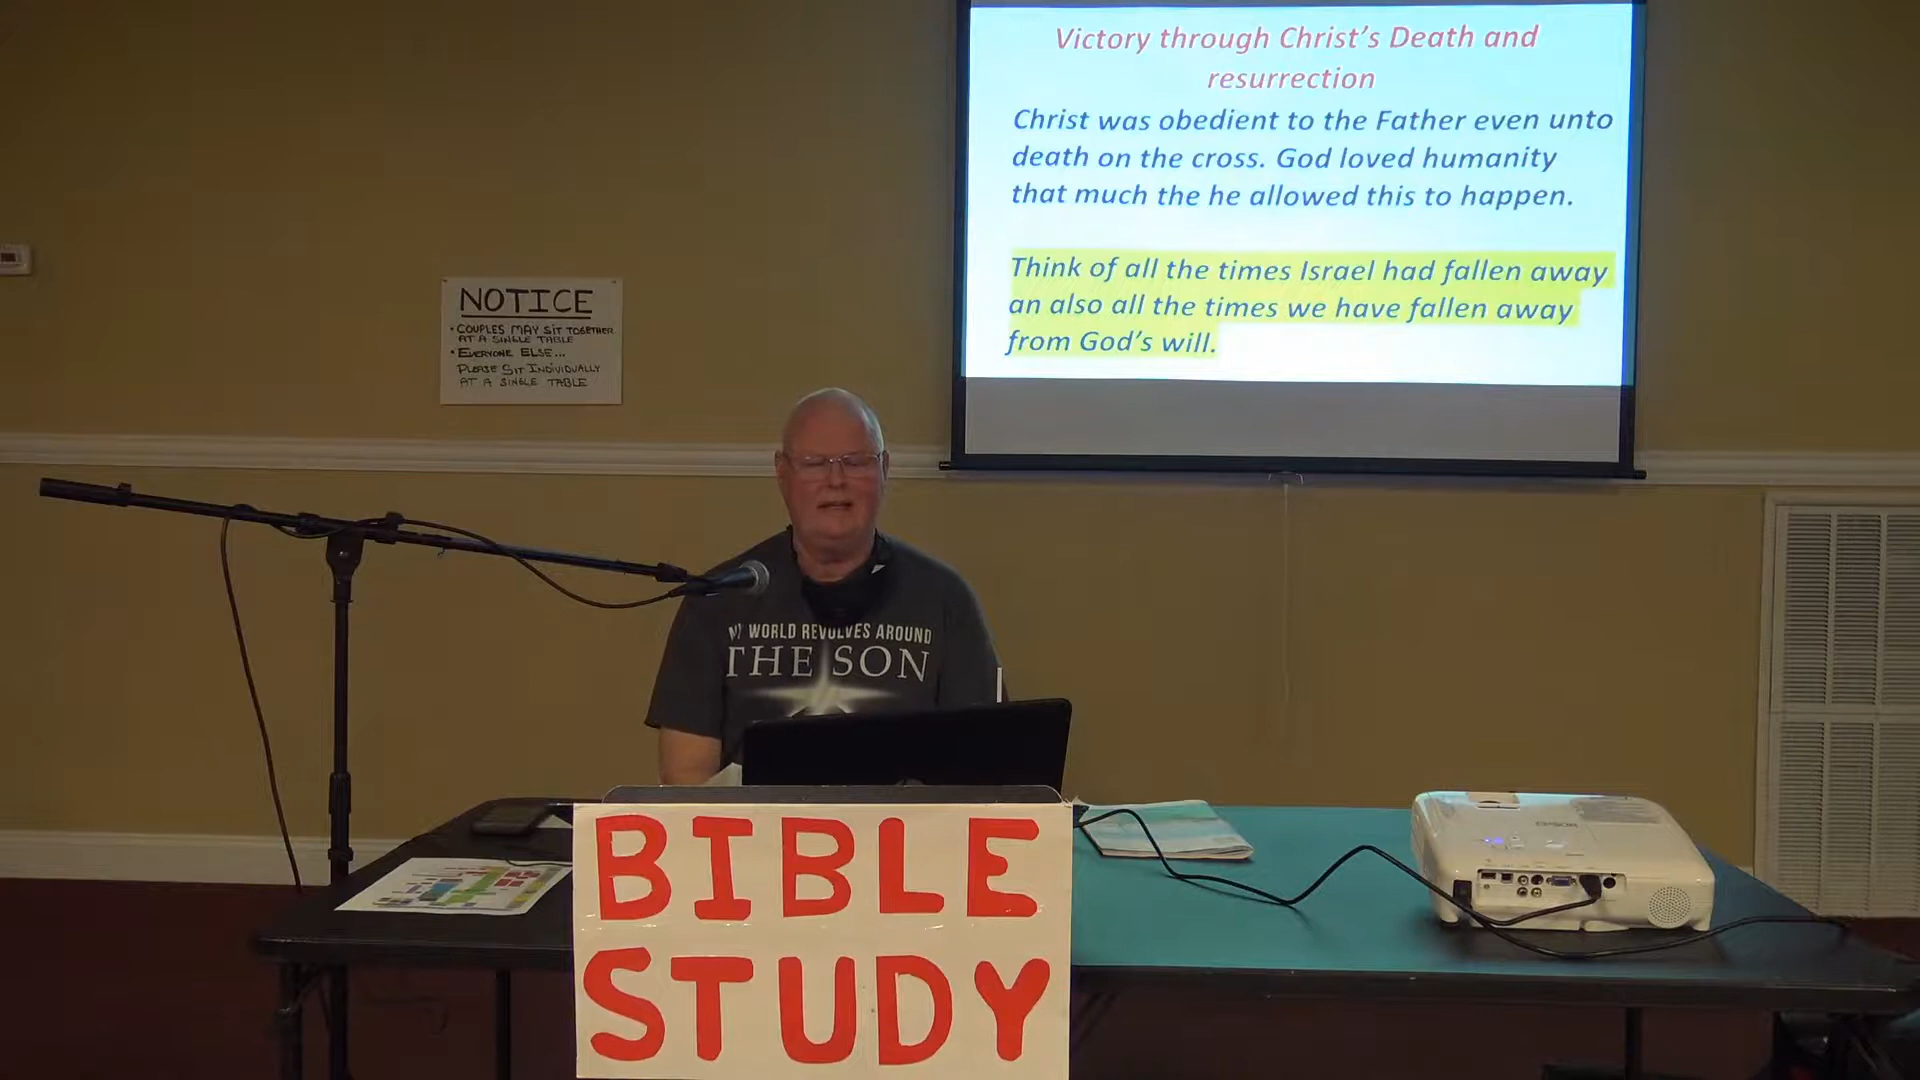 Victory through Christ's Death and
resurrection
Christ was obedient to the Father even unto
death on the cross. God loved humanity
that much the he allowed this to happen.
Think of all the times Israel had fallen away
an also all the times we have fallen away
from God's will.
NOTICE
• COUPLES MAY SIT TOGETHER
AT A SINGLE TABLE
• EVERYONE ELSE...
PLEASE SIT INDIVIDUALLY
AT A SINGLE TABLE
MY WORLD REVOLVES AROUND
THE SON
EPSON
BIBLE
STUDY